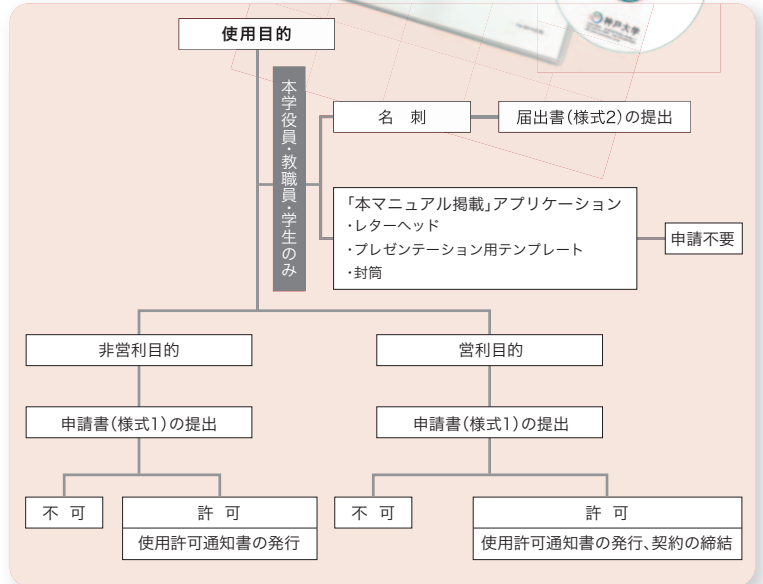 神戸大学
使用目的
本学役員・教職員・学生のみ
名 刺
届出書(様式2)の提出
「本マニュアル掲載」アプリケーション
・レターヘッド
・プレゼンテーション用テンプレート
・封筒
申請不要
非営利目的
営利目的
申請書(様式1)の提出
申請書(様式1)の提出
不 可
許 可
使用許可通知書の発行
不 可
許 可
使用許可通知書の発行、契約の締結